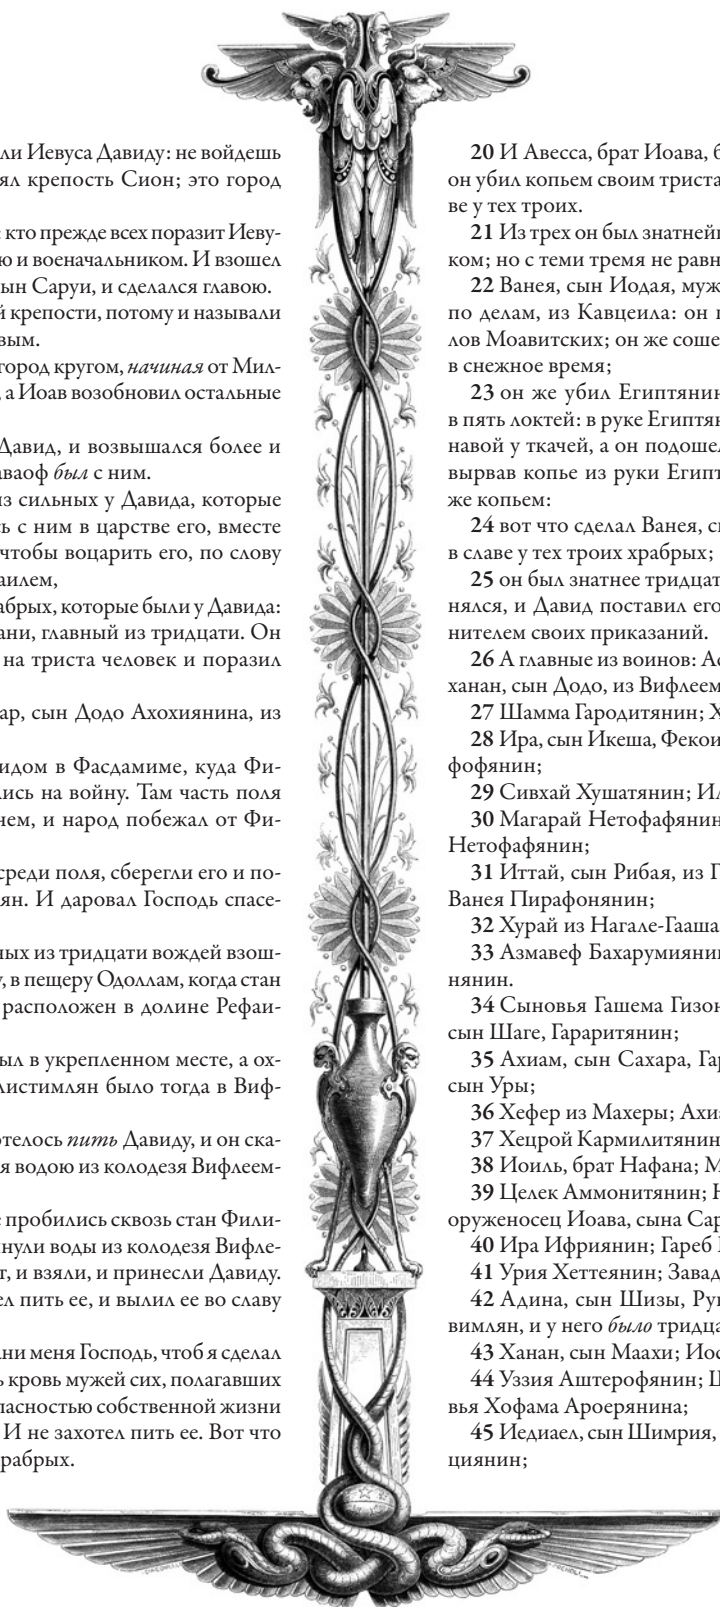 ли Иевуса Давиду: не войдешь
ял крепость Сион; это город
кто прежде всех поразит Иеву-
ю и военачальником. И взошел
сын Саруи, и сделался главою.
й крепости, потому и называли
вым.
город кругом, начиная от Мил-
а Иоав возобновил остальные
Давид, и возвышался более и
аваоф был с ним.
из сильных у Давида, которые
ь с ним в царстве его, вместе
чтобы воцарить его, по слову
аилем,
абрых, которые были у Давида:
ани, главный из тридцати. Он
на триста человек и поразил
ар, сын Додо Ахохиянина, из
идом в Фасдамиме, куда Фи-
лись на войну. Там часть поля
нем, и народ побежал от Фи-
среди поля, сберегли его и по-
ян. И даровал Господь спасе-
ных из тридцати вождей взош-
у, в пещеру Одоллам, когда стан
расположен в долине Рефаи-
ыл в укрепленном месте, а ох-
листимлян было тогда в Виф-
отелось пить Давиду, и он ска-
я водою из колодезя Вифлеем-
е пробились сквозь стан Фили-
нули воды из колодезя Вифле-
т, и взяли, и принесли Давиду.
ел пить ее, и вылил ее во славу
ани меня Господь, чтоб я сделал
ь кровь мужей сих, полагавших
пасностью собственной жизни
И не захотел пить ее. Вот что
рабрых.
20 И Авесса, брат Иоава, б
он убил копьем своим триста
ве у тех троих.
21 Из трех он был знатней
ком; но с теми тремя не равн
22 Ванея, сын Иодая, муж
по делам, из Кавцеила: он п
лов Моавитских; он же соше
в снежное время;
23 он же убил Египтянин
в пять локтей: в руке Египтян
навой у ткачей, а он подошел
вырвав копье из руки Египт
же копьем:
24 вот что сделал Ванея, сы
в славе у тех троих храбрых;
25 он был знатнее тридцат
нялся, и Давид поставил его
нителем своих приказаний.
26 А главные из воинов: Ас
ханан, сын Додо, из Вифлеем
27 Шамма Гародитянин; Х
28 Ира, сын Икеша, Фекои
фофянин;
29 Сивхай Хушатянин; Ил
30 Магарай Нетофафянин
Нетофафянин;
31 Иттай, сын Рибая, из Г
Ванея Пирафонянин;
32 Хурай из Нагале-Гааша
33 Азмавеф Бахарумиянин
нянин.
34 Сыновья Гашема Гизон
сын Шаге, Гараритянин;
35 Ахиам, сын Сахара, Гар
сын Уры;
36 Хефер из Махеры; Ахиа
37 Хецрой Кармилитянин
38 Иоиль, брат Нафана; М
39 Целек Аммонитянин; Н
оруженосец Иоава, сына Сар
40 Ира Ифриянин; Гареб
41 Урия Хеттеянин; Завад
42 Адина, сын Шизы, Рув
вимлян, и у него было тридца
43 Ханан, сын Маахи; Иос
44 Уззия Аштерофянин; Ш
вья Хофама Ароерянина;
45 Иедиаел, сын Шимрия,
циянин;